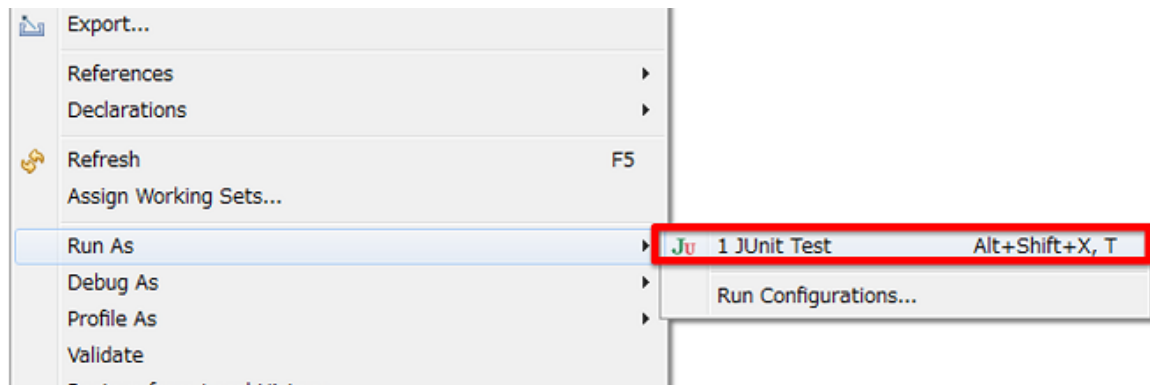 Export...
References
Declarations
Refresh F5
Assign Working Sets...
Run As
JU 1 JUnit Test Alt+Shift+X, T
Debug As
Run Configurations...
Profile As
Validate